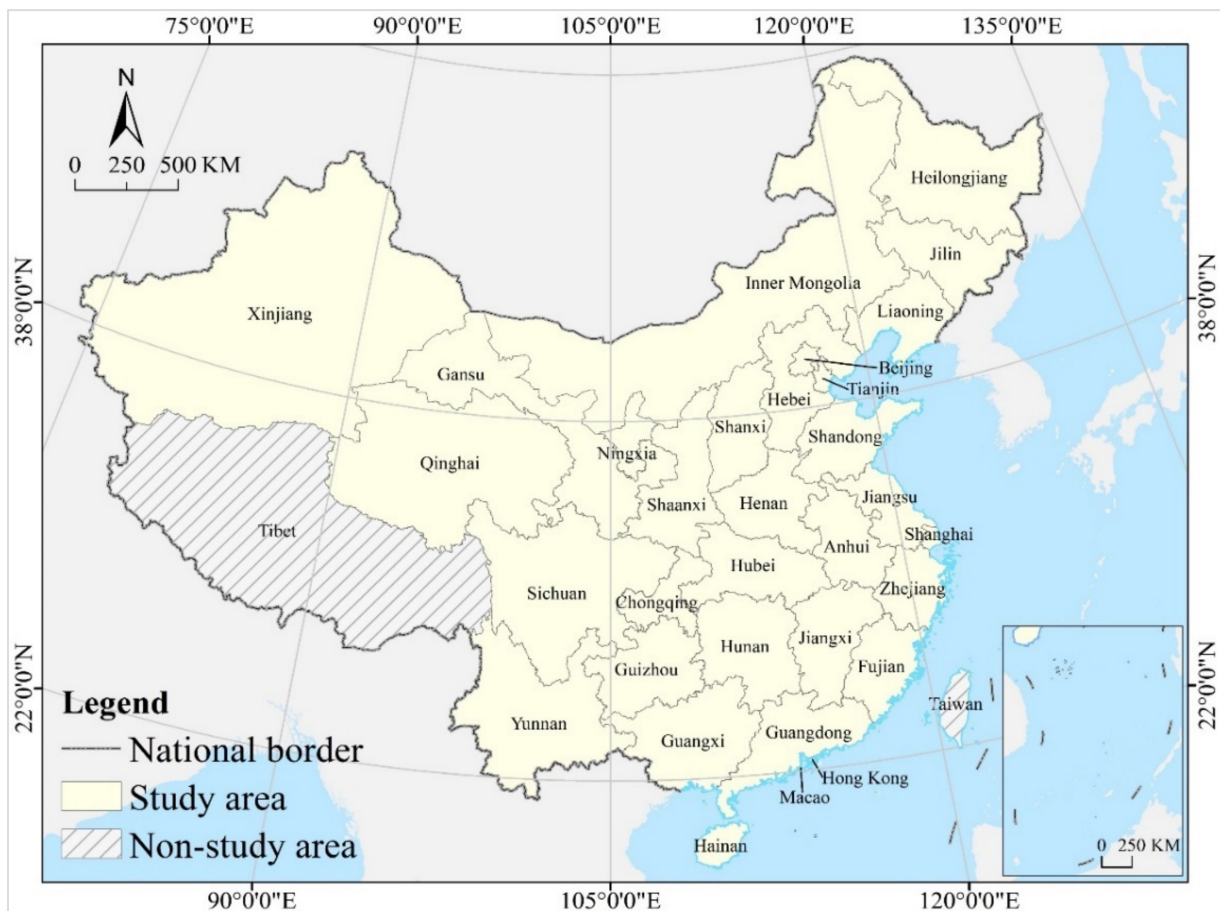 75°0'0"E 90°0'0"E 105°0'0"E 120°0'0"E 135°0'0"E
N
0 250 500 KM
38°0'0"N
38°0'0"N
22°0'0"N
22°0'0"N
Heilongjiang
Jilin
Inner Mongolia
Liaoning
Xinjiang
Beijing
Gansu
Tianjin
Hebei
Shanxi
Shandong
Ningxia
Qinghai
Shaanxi
Henan
Jiangsu
Tibet
Shanghai
Anhui
Hubei
Zhejiang
Sichuan
Chongqing
Hunan
Jiangxi
Guizhou
Fujian
Taiwan
Yunnan
Guangxi
Guangdong
Hong Kong
Macao
Hainan
Legend
National border
Study area
Non-study area
0 250 KM
90°0'0"E 105°0'0"E 120°0'0"E